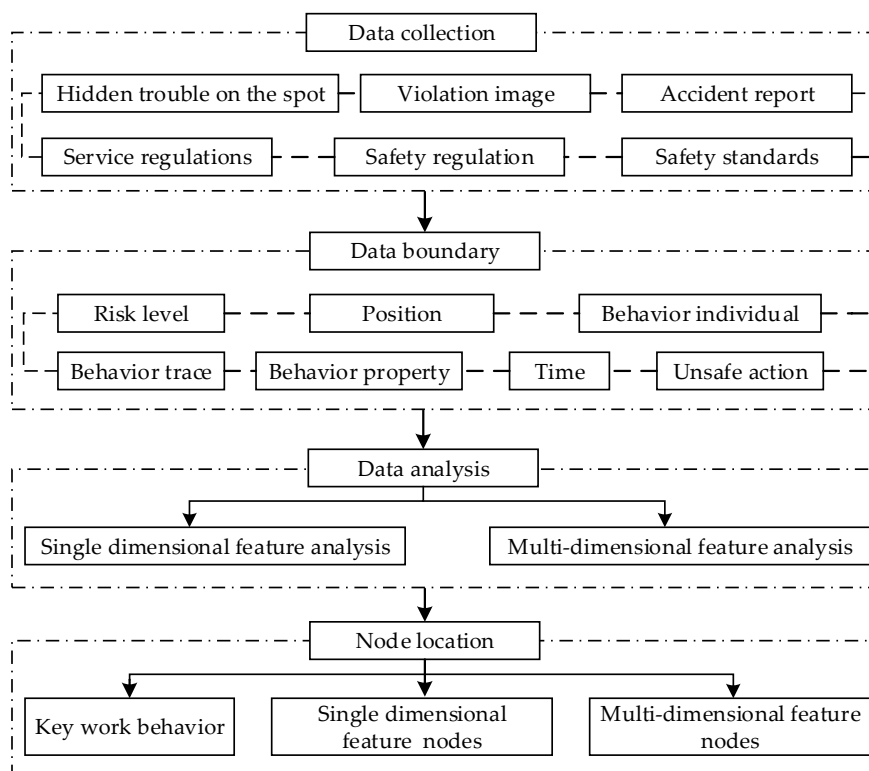 Data collection
Hidden trouble on the spot
Violation image
Accident report
Service regulations
Safety regulation
Safety standards
Data boundary
Risk level
Position
Behavior individual
Behavior trace
Behavior property
Time
Unsafe action
Data analysis
Single dimensional feature analysis
Multi-dimensional feature analysis
Node location
Key work behavior
Single dimensional
feature nodes
Multi-dimensional feature
nodes